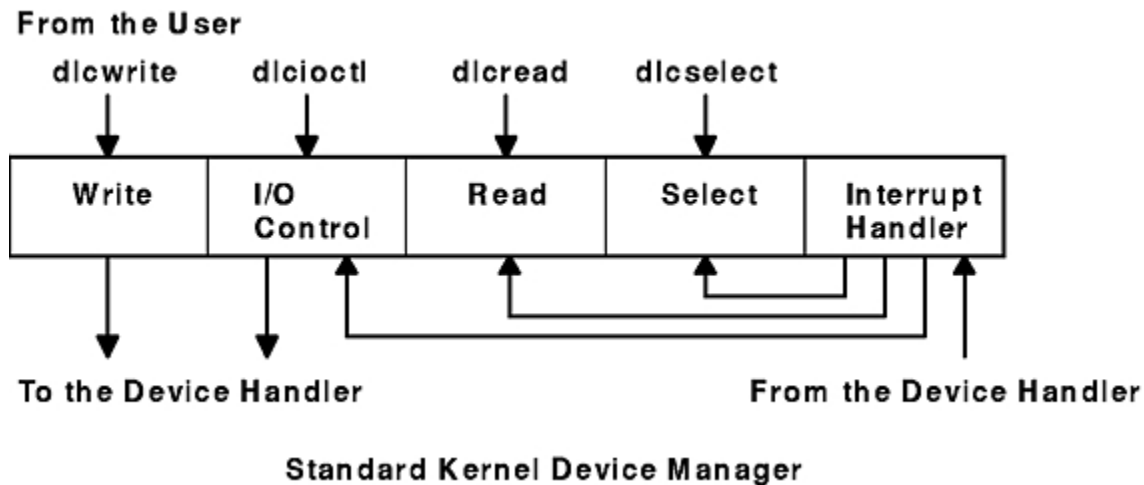 From the User
dlcwrite dlcioctl dlcread dlcselect
Write I/O Control Read Select Interrupt Handler
To the Device Handler From the Device Handler
Standard Kernel Device Manager